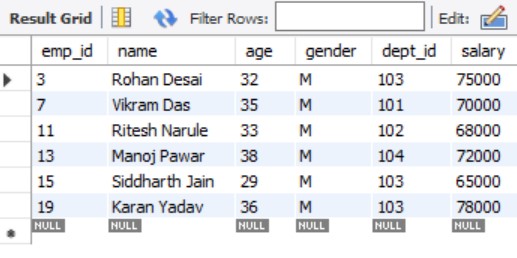 Result Grid Filter Rows: Edit:
emp_id name age gender dept_id salary
3 Rohan Desai 32 M 103 75000
7 Vikram Das 35 M 101 70000
11 Ritesh Narule 33 M 102 68000
13 Manoj Pawar 38 M 104 72000
15 Siddharth Jain 29 M 103 65000
19 Karan Yadav 36 M 103 78000
NULL NULL NULL NULL NULL NULL